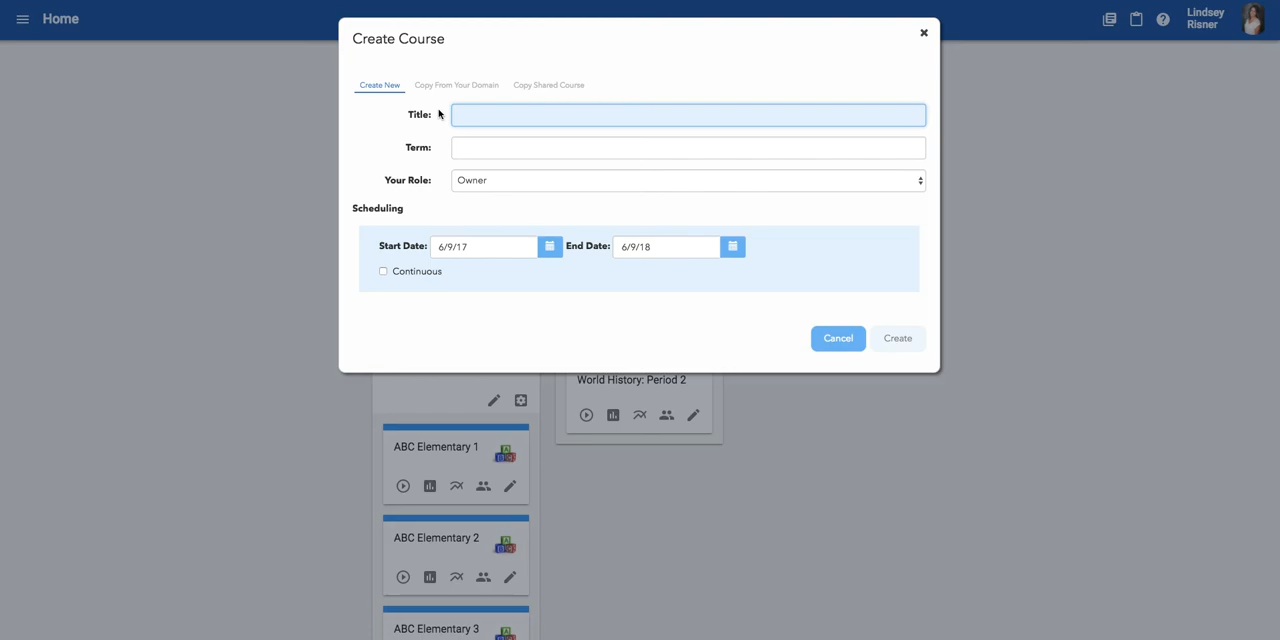 Home
Lindsey
Risner
Create Course
Create New Copy From Your Domain Copy Shared Course
Title:
Term:
Your Role: Owner
Scheduling
Start Date: 6/9/17 End Date: 6/9/18
Continuous
Cancel Create
World History: Period 2
ABC Elementary 1
ABC Elementary 2
ABC Elementary 3